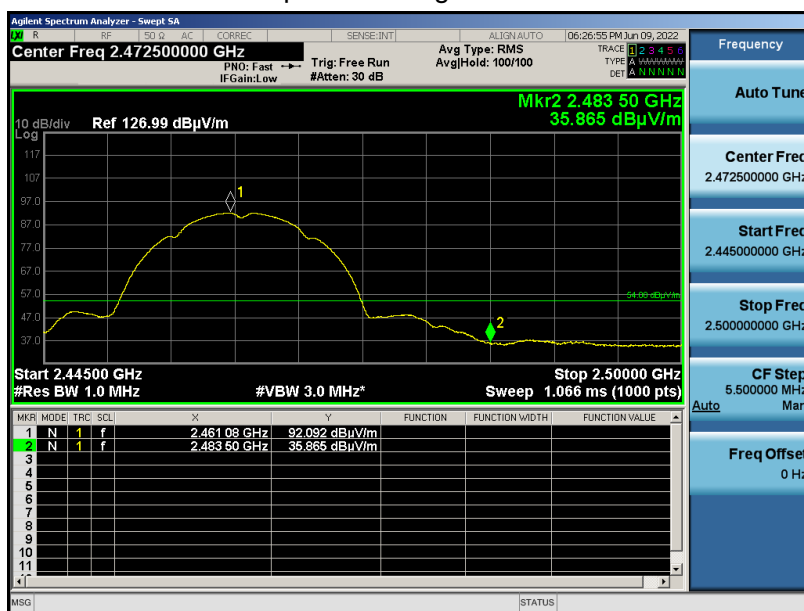 Agilent Spectrum Analyzer - Swept SA
LXI R RF 50 Ω AC CORREC SENSE:INT ALIGN AUTO 06:26:55 PM Jun 09, 2022
Center Freq 2.472500000 GHz
PNO: Fast
IFGain:Low
Trig: Free Run
#Atten: 30 dB
Avg Type: RMS
Avg|Hold: 100/100
TRACE 1 2 3 4 5 6
TYPE A
DET A N N N N N
Mkr2 2.483 50 GHz
35.865 dBµV/m
10 dB/div Ref 126.99 dBµV/m
Log
117
107
97.0
87.0
77.0
67.0
57.0
47.0
37.0
1
54.00 dBµV/m
2
Start 2.44500 GHz Stop 2.50000 GHz
#Res BW 1.0 MHz #VBW 3.0 MHz* Sweep 1.066 ms (1000 pts)
MKR MODE TRC SCL X Y FUNCTION FUNCTION WIDTH FUNCTION VALUE
1 N 1 f 2.461 08 GHz 92.092 dBµV/m
2 N 1 f 2.483 50 GHz 35.865 dBµV/m
3
4
5
6
7
8
9
10
11
MSG STATUS
Frequency
Auto Tune
Center Freq
2.472500000 GHz
Start Freq
2.445000000 GHz
Stop Freq
2.500000000 GHz
CF Step
5.500000 MHz
Auto Man
Freq Offset
0 Hz